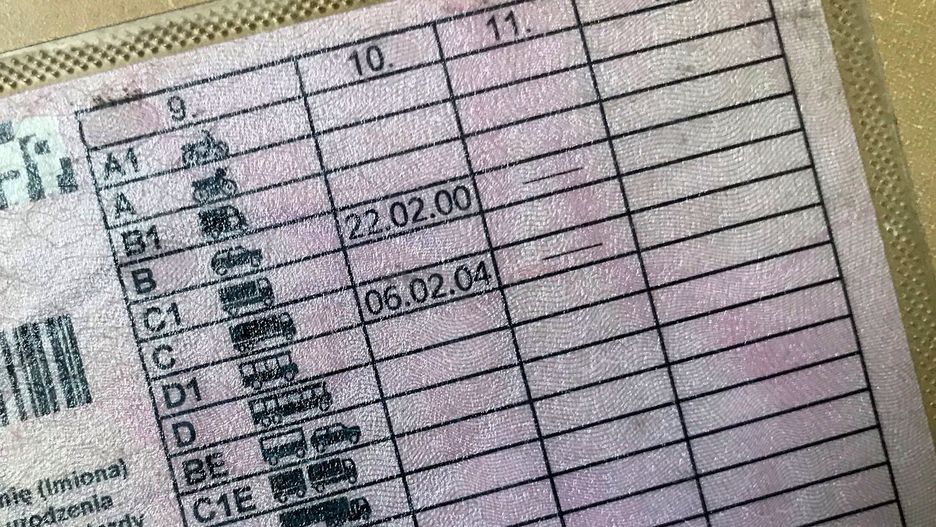 9. 10. 11.
A1
A
B1
B 22.02.00
C1
C 06.02.04
D1
D
BE
C1E
(Imiona)